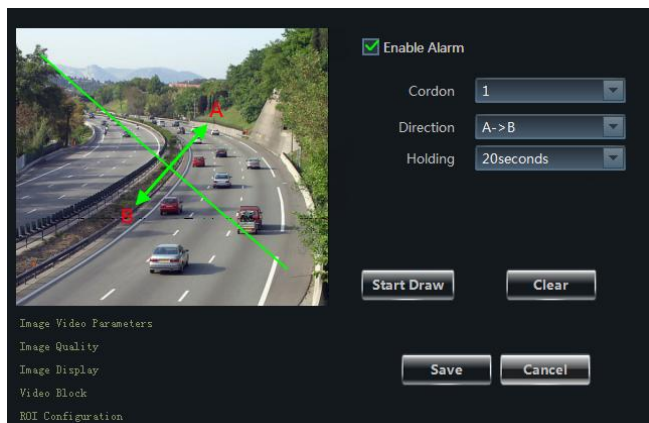 Enable Alarm
Cordon 1
Direction A->B
Holding 20seconds
A
B
Start Draw Clear
Image Video Parameters
Image Quality
Image Display
Video Block
ROI Configuration
Save Cancel